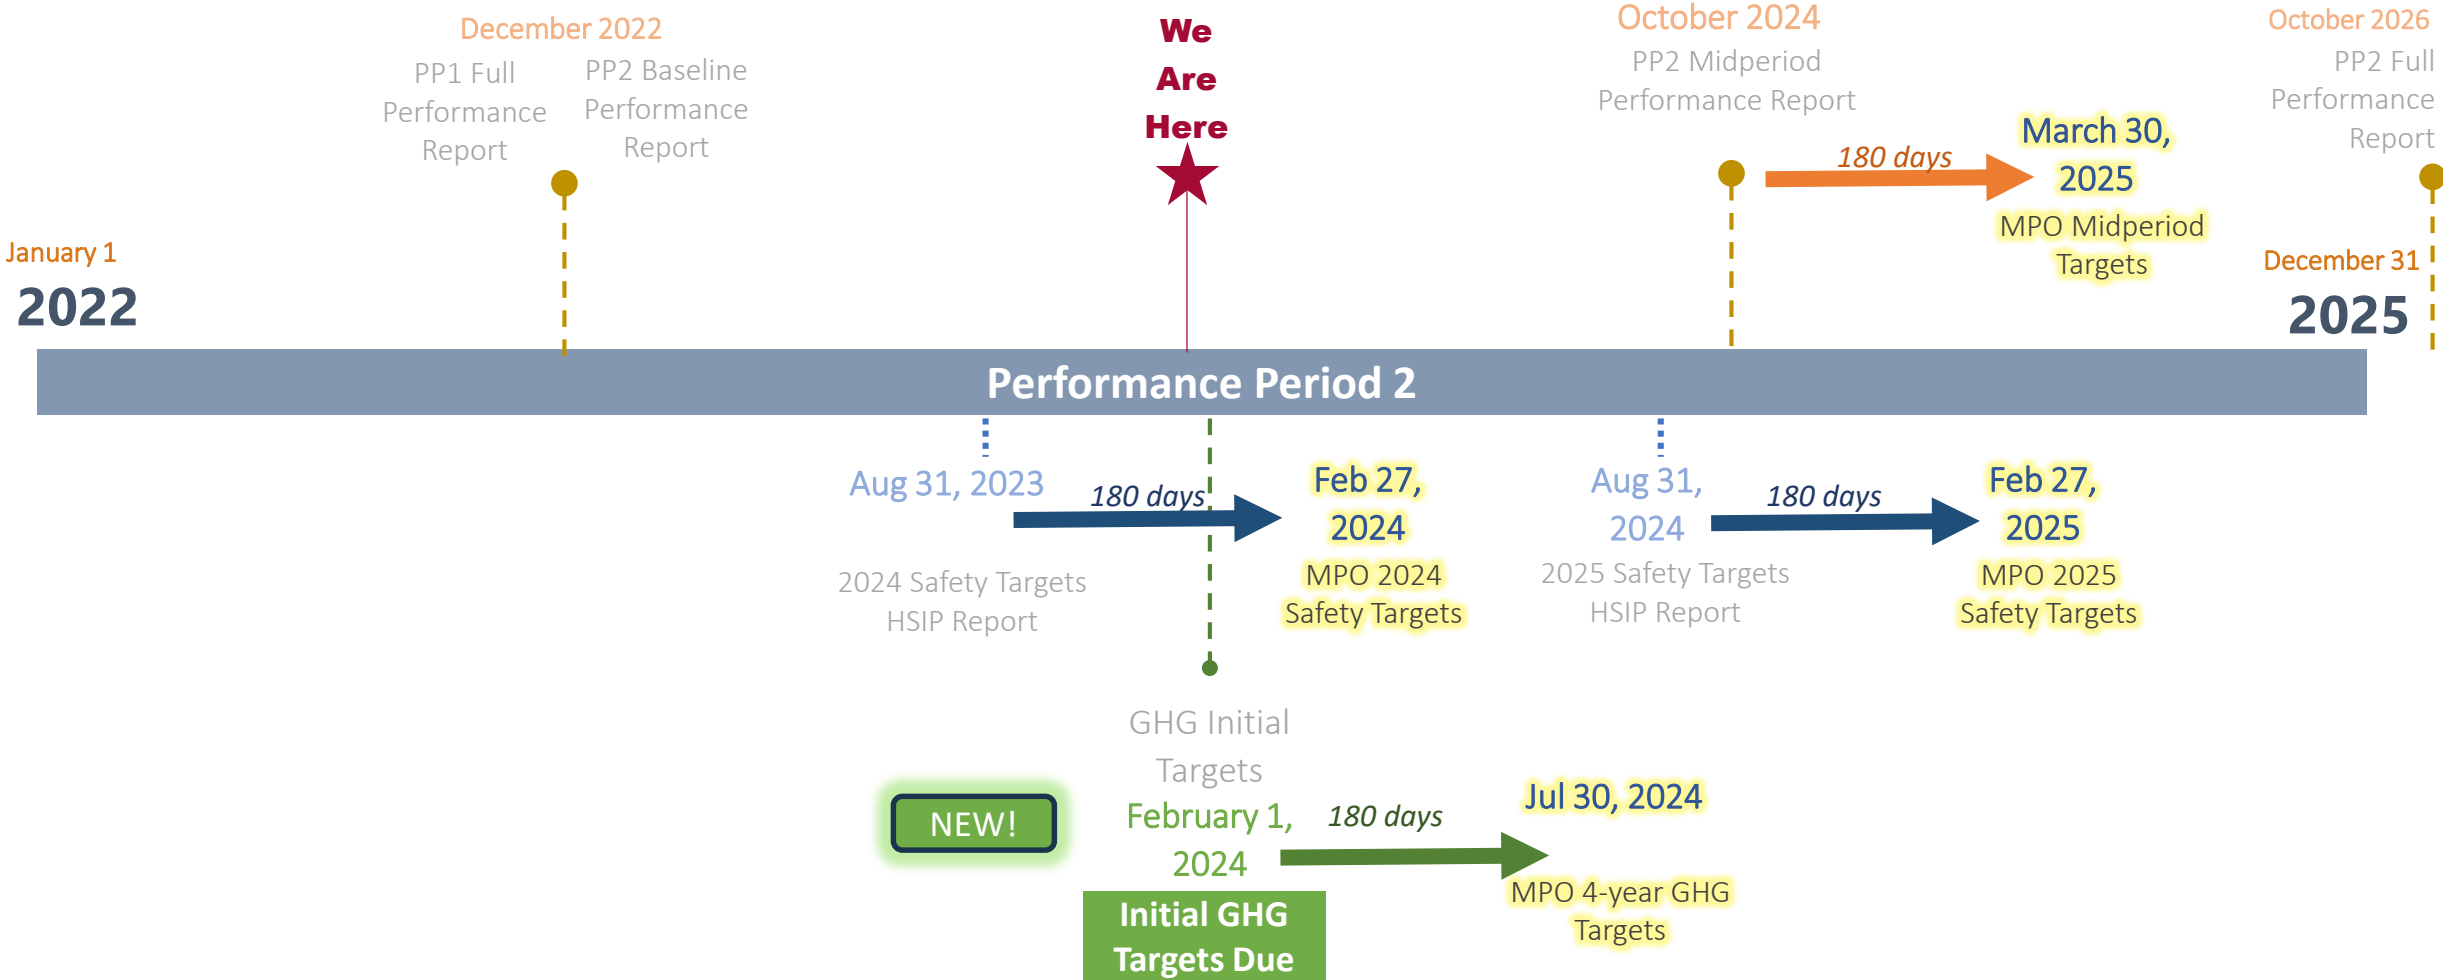 December 2022
PP1 Full
Performance
Report
PP2 Baseline
Performance
Report
We
Are
Here
October 2024
PP2 Midperiod
Performance Report
180 days
March 30,
2025
MPO Midperiod
Targets
October 2026
PP2 Full
Performance
Report
January 1
2022
December 31
2025
Performance Period 2
Aug 31, 2023
2024 Safety Targets
HSIP Report
180 days
Feb 27,
2024
MPO 2024
Safety Targets
Aug 31,
2024
2025 Safety Targets
HSIP Report
180 days
Feb 27,
2025
MPO 2025
Safety Targets
NEW!
GHG Initial
Targets
February 1,
2024
Initial GHG
Targets Due
180 days
Jul 30, 2024
MPO 4-year GHG
Targets